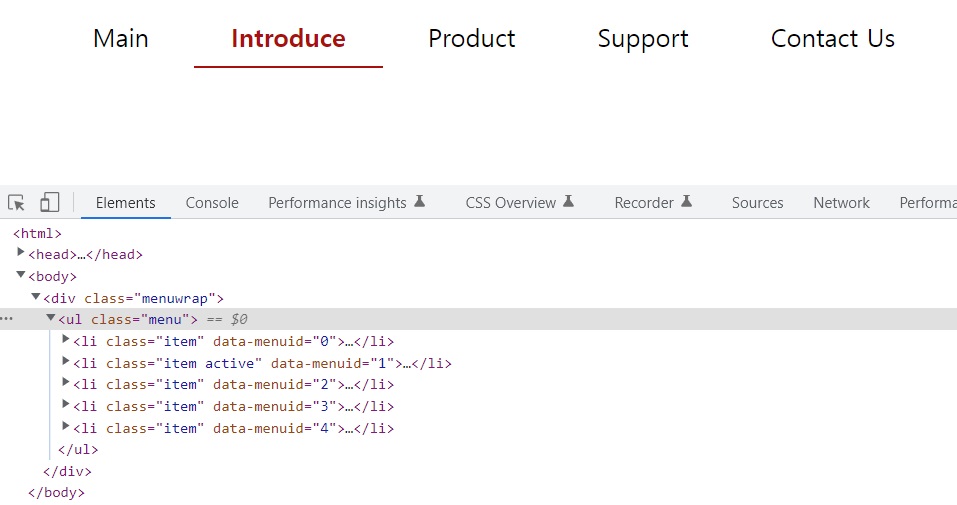 Main Introduce Product Support Contact Us
Elements Console Performance insights CSS Overview Recorder Sources Network Performa
<html>
<head>…</head>
<body>
<div class="menuwrap">
… <ul class="menu"> == $0
<li class="item" data-menuid="0">…</li>
<li class="item active" data-menuid="1">…</li>
<li class="item" data-menuid="2">…</li>
<li class="item" data-menuid="3">…</li>
<li class="item" data-menuid="4">…</li>
</ul>
</div>
</body>